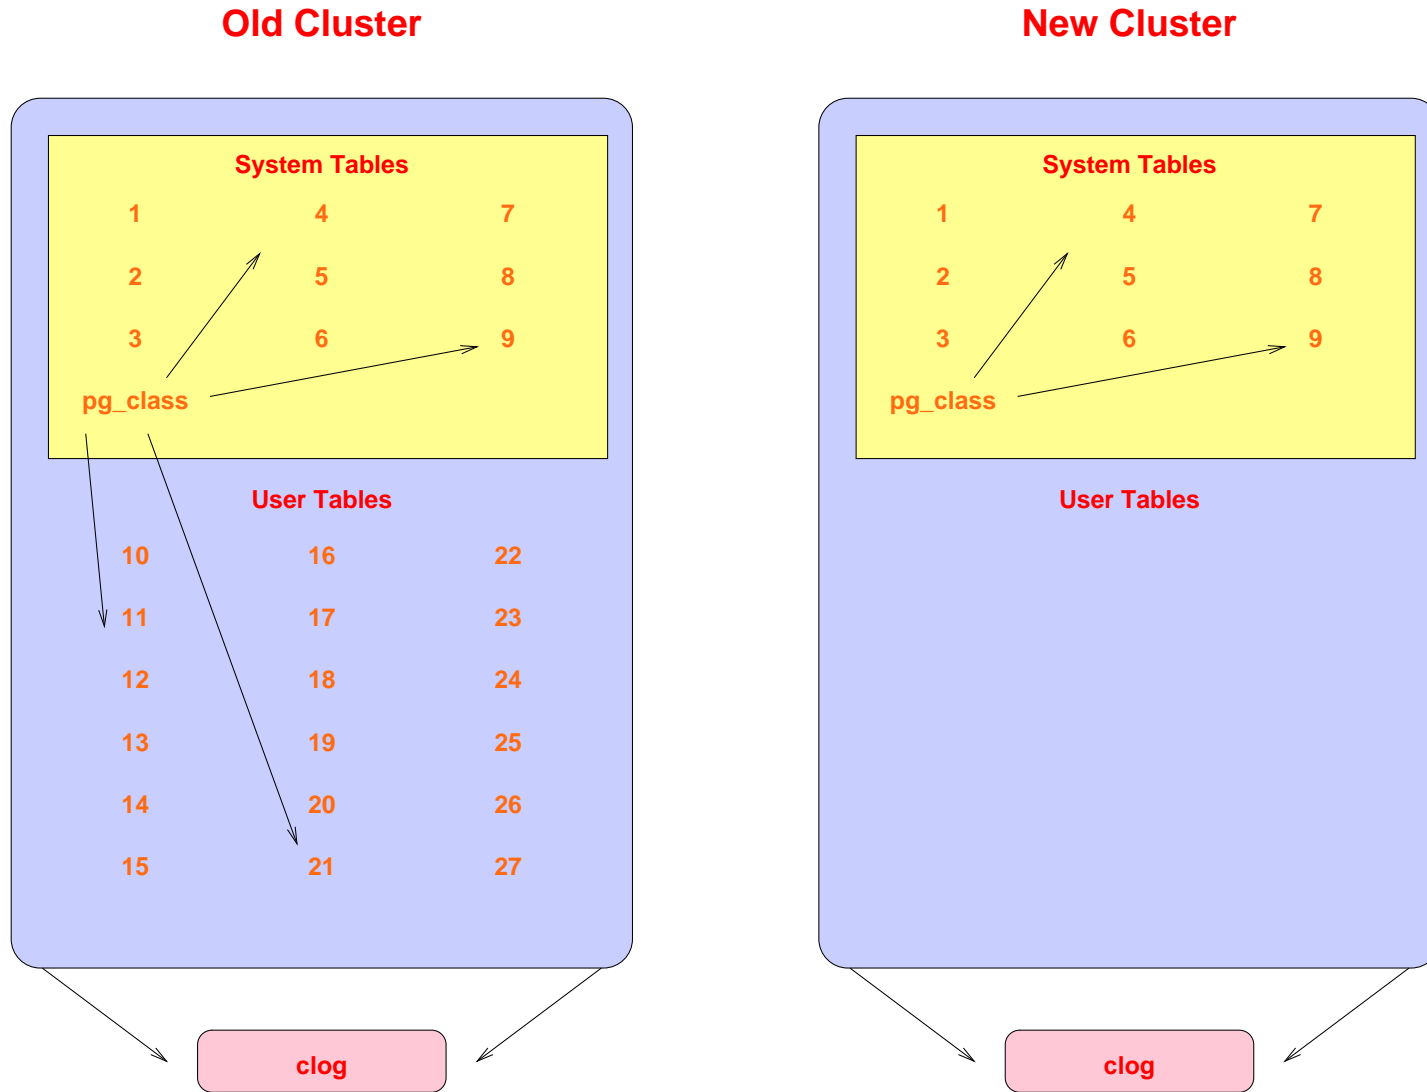 Old Cluster
System Tables
1 4 7
2 5 8
3 6 9
pg_class
User Tables
10 16 22
11 17 23
12 18 24
13 19 25
14 20 26
15 21 27
clog
New Cluster
System Tables
1 4 7
2 5 8
3 6 9
pg_class
User Tables
clog